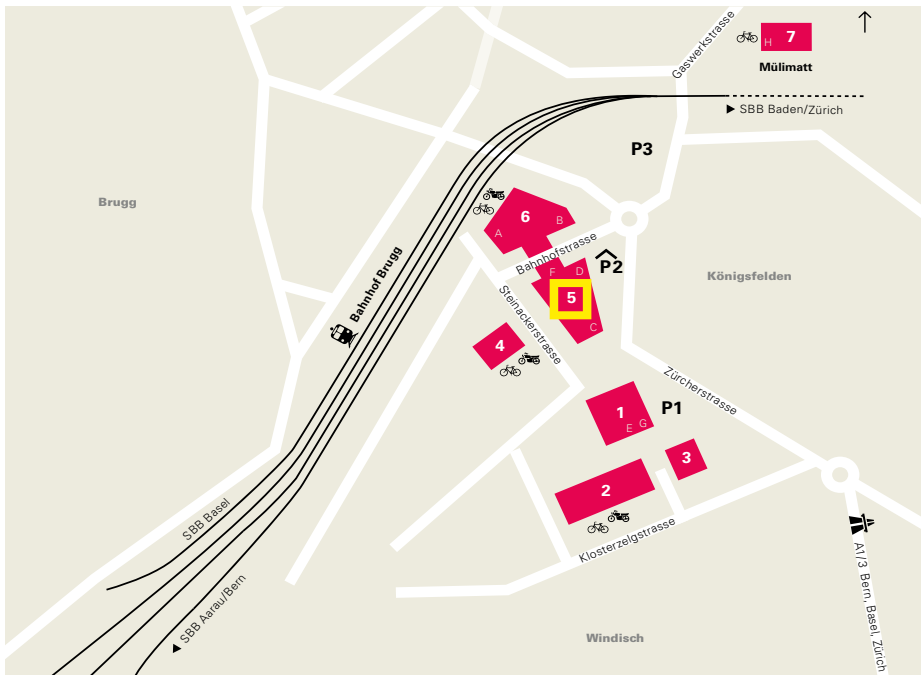 Gaswerkstrasse
H 7
Mülimatt
SBB Baden/Zürich
P3
Brugg
6
A
B
Bahnhofstrasse
P2
F
D
Königsfelden
Bahnhof Brugg
Steinackerstrasse
5
C
4
Zürcherstrasse
1
E
G
P1
3
2
SBB Basel
Klosterzelgstrasse
A1/3 Bern, Basel, Zürich
SBB Aarau/Bern
Windisch